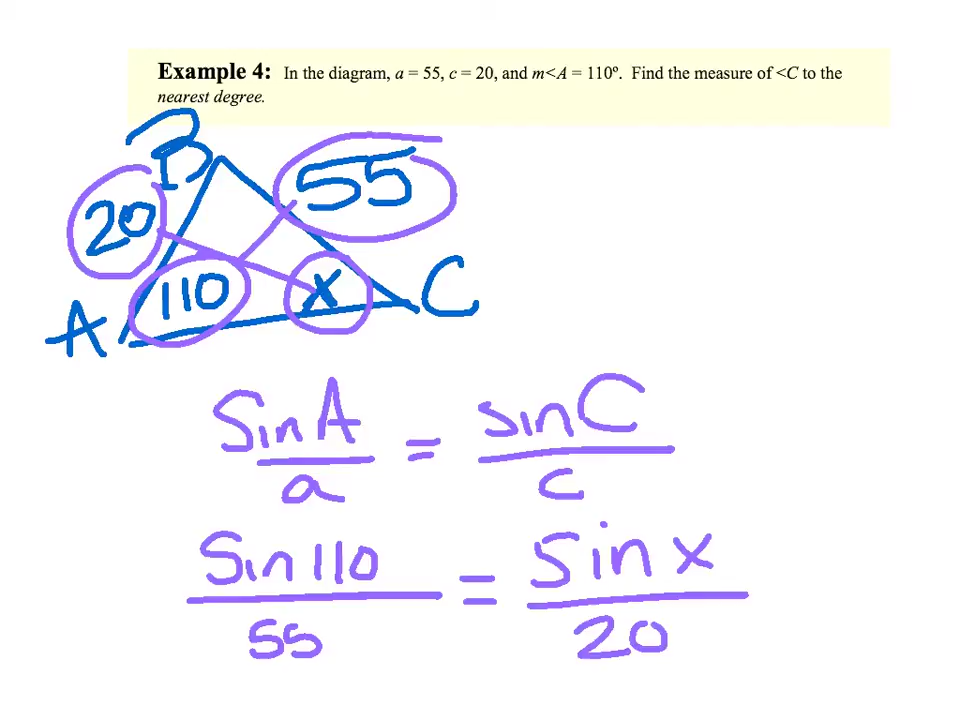 Example 4: In the diagram, a = 55, c = 20, and m<A = 110º. Find the measure of <C to the
nearest degree.
B
20
55
110
x
A
C
SinA / a = sinC / c
Sin110 / 55 = Sin x / 20